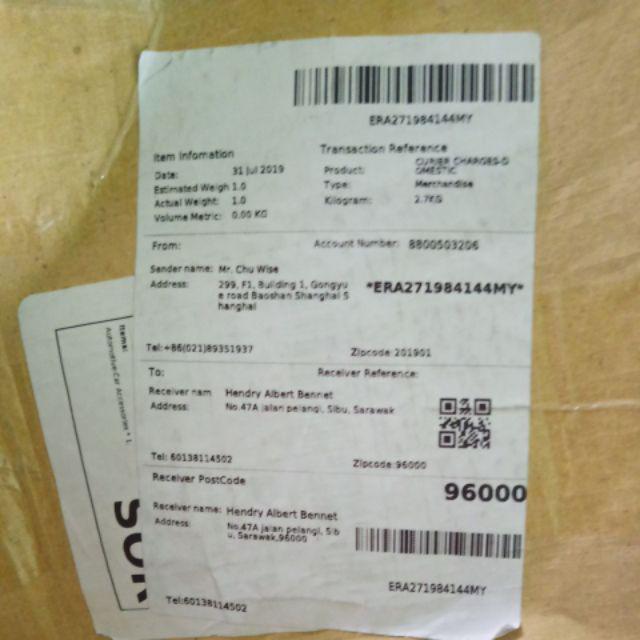 ERA271984144MY
Item Infomation
Transaction Reference
Date: 31 Jul 2019
Product: CURIER CHARGES-D
OMESTIC
Estimated Weigh 1.0
Type: Merchandise
Actual Weight: 1.0
Kilogram: 2.7KG
Volume Metric: 0.00 KG
From:
Account Number: 8800503206
Sender name: Mr. Chu Wise
Address: 299, F1, Building 1, Gongyu
e road Baoshan Shanghai S
hanghai
*ERA271984144MY*
Tel:+86(021)89351937
Zipcode:201901
To:
Receiver Reference:
Receiver nam Hendry Albert Bennet
Address: No.47A jalan pelangi, Sibu, Sarawak
Tel: 60138114502
Zipcode:96000
Receiver PostCode
96000
Receiver name: Hendry Albert Bennet
Address: No.47A jalan pelangi, Sib
u, Sarawak,96000
ERA271984144MY
Tel:60138114502
Item: